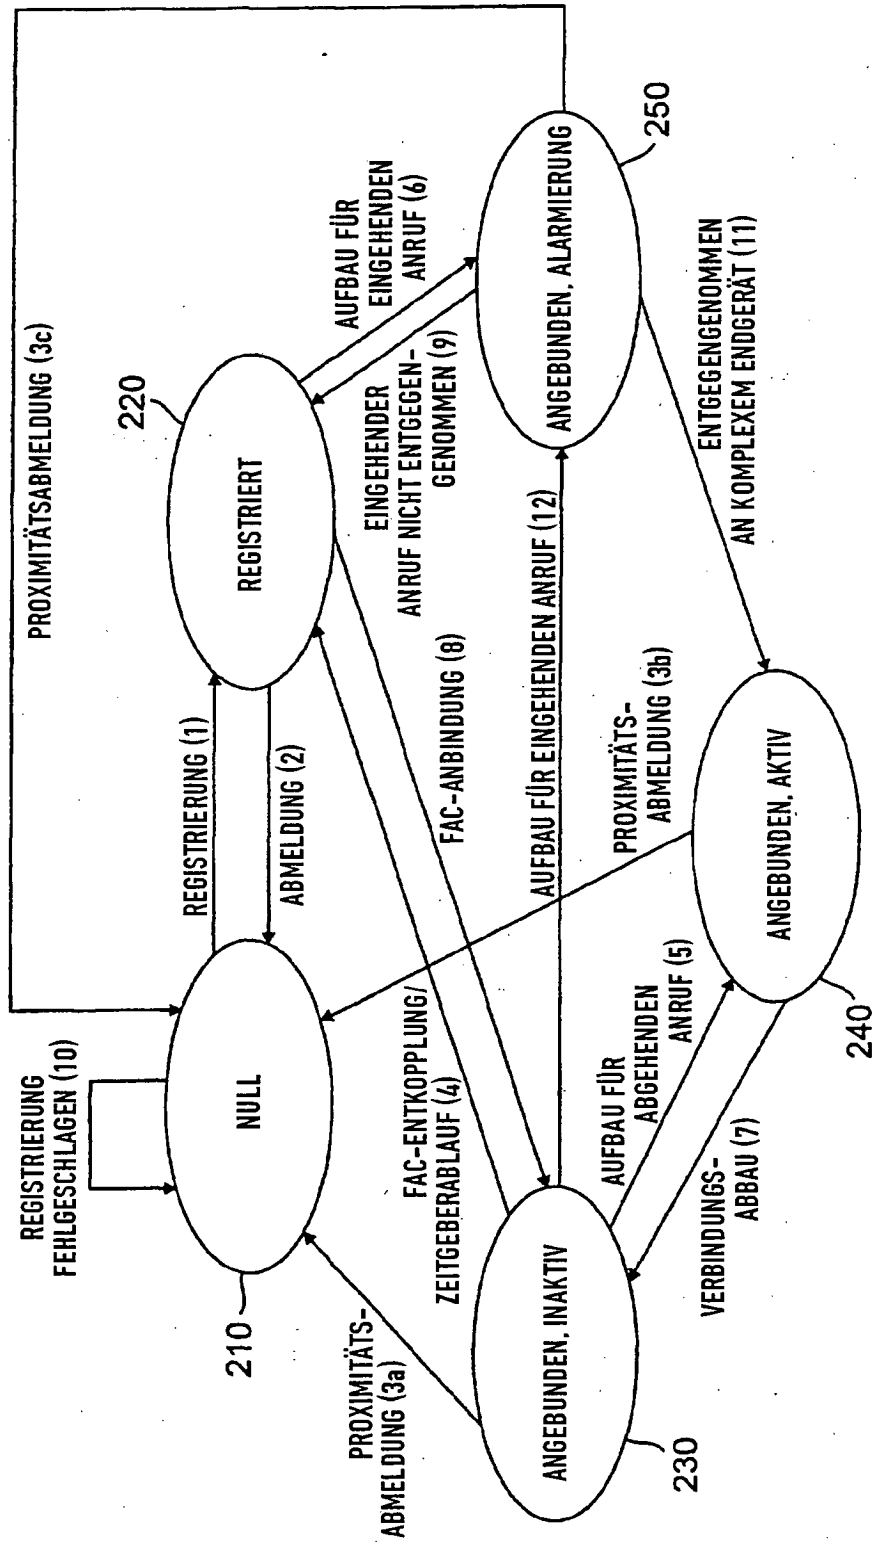 PROXIMITÄTSABMELDUNG (3c)
REGISTRIERUNG
FEHLGESCHLAGEN (10)
REGISTRIERUNG (1)
ABMELDUNG (2)
220
REGISTRIERT
AUFBAU FÜR
EINGEHENDEN
ANRUF (6)
EINGEHENDER
ANRUF NICHT ENTGEGEN-
GENOMMEN (9)
250
ANGEBUNDEN, ALARMIERUNG
210
NULL
PROXIMITÄTS-
ABMELDUNG (3a)
FAC-ENTKOPPLUNG/
ZEITGEBERABLAUF (4)
FAC-ANBINDUNG (8)
AUFBAU FÜR EINGEHENDEN ANRUF (12)
PROXIMITÄTS-
ABMELDUNG (3b)
ENTGEGENGENOMMEN
AN KOMPLEXEM ENDGERÄT (11)
230
ANGEBUNDEN, INAKTIV
AUFBAU FÜR
ABGEHENDEN
ANRUF (5)
VERBINDUNGS-
ABBAU (7)
240
ANGEBUNDEN, AKTIV